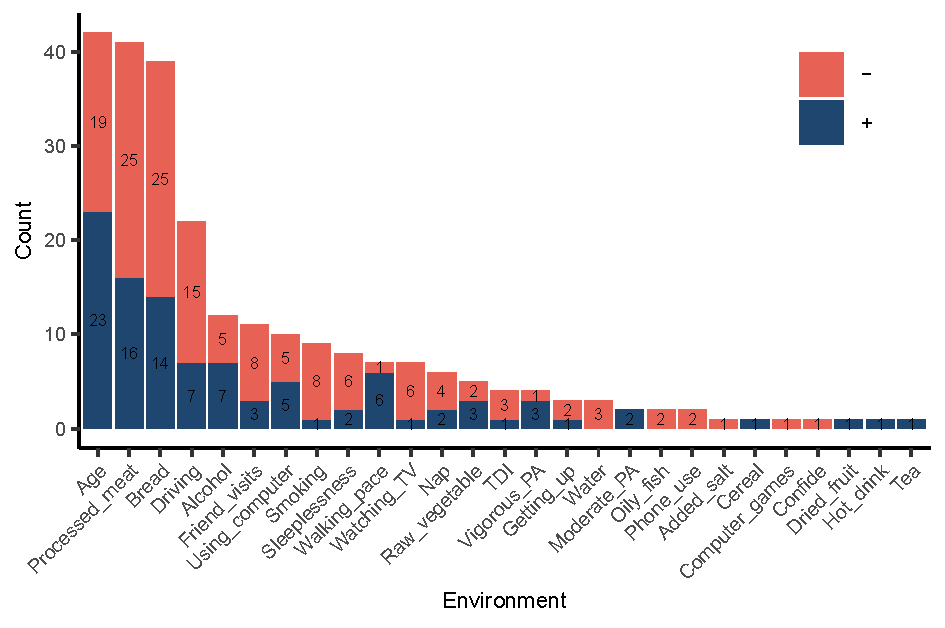 Count
40
30
20
10
0
-
+
19
23
25
16
25
14
15
7
5
7
8
3
5
5
8
1
6
2
1
6
6
1
4
2
2
3
3
1
1
3
2
1
3
2
2
2
1
1
1
1
1
1
1
Age
Processed_meat
Bread
Driving
Alcohol
Friend_visits
Using_computer
Smoking
Sleeplessness
Walking_pace
Watching_TV
Nap
Raw_vegetable
TDI
Vigorous_PA
Getting_up
Water
Moderate_PA
Oily_fish
Phone_use
Added_salt
Cereal
Computer_games
Confide
Dried_fruit
Hot_drink
Tea
Environment